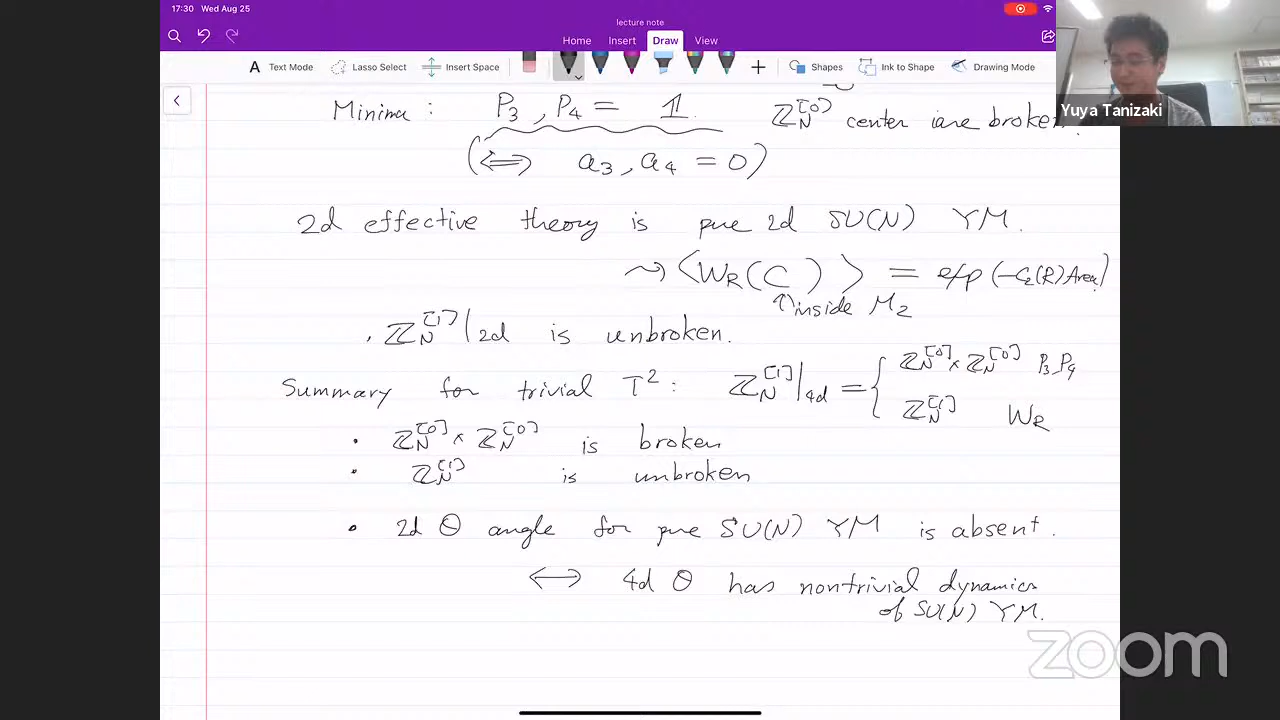 17:30 Wed Aug 25
lecture note
Home Insert Draw View
Text Mode Lasso Select Insert Space Shapes Ink to Shape Drawing Mode
Yuya Tanizaki
Minima : P₃ , P₄ = 𝟙. ℤ_N^[0] center are broken.
(⟺ a₃, a₄ = 0)
2d effective theory is pure 2d SU(N) YM.
⇝ ⟨W_R(C)⟩ = exp(-C₂(R) Area)
↑ inside M₂
. ℤ_N^[1]|2d is unbroken.
Summary for trivial T² : ℤ_N^[1]|4d = { ℤ_N^[0] × ℤ_N^[0] P₃, P₄
ℤ_N^[1] W_R
· ℤ_N^[0] × ℤ_N^[0] is broken
· ℤ_N^[1] is unbroken
· 2d θ angle for pure SU(N) YM is absent.
⟷ 4d θ has nontrivial dynamics
of SU(N) YM.
zoom